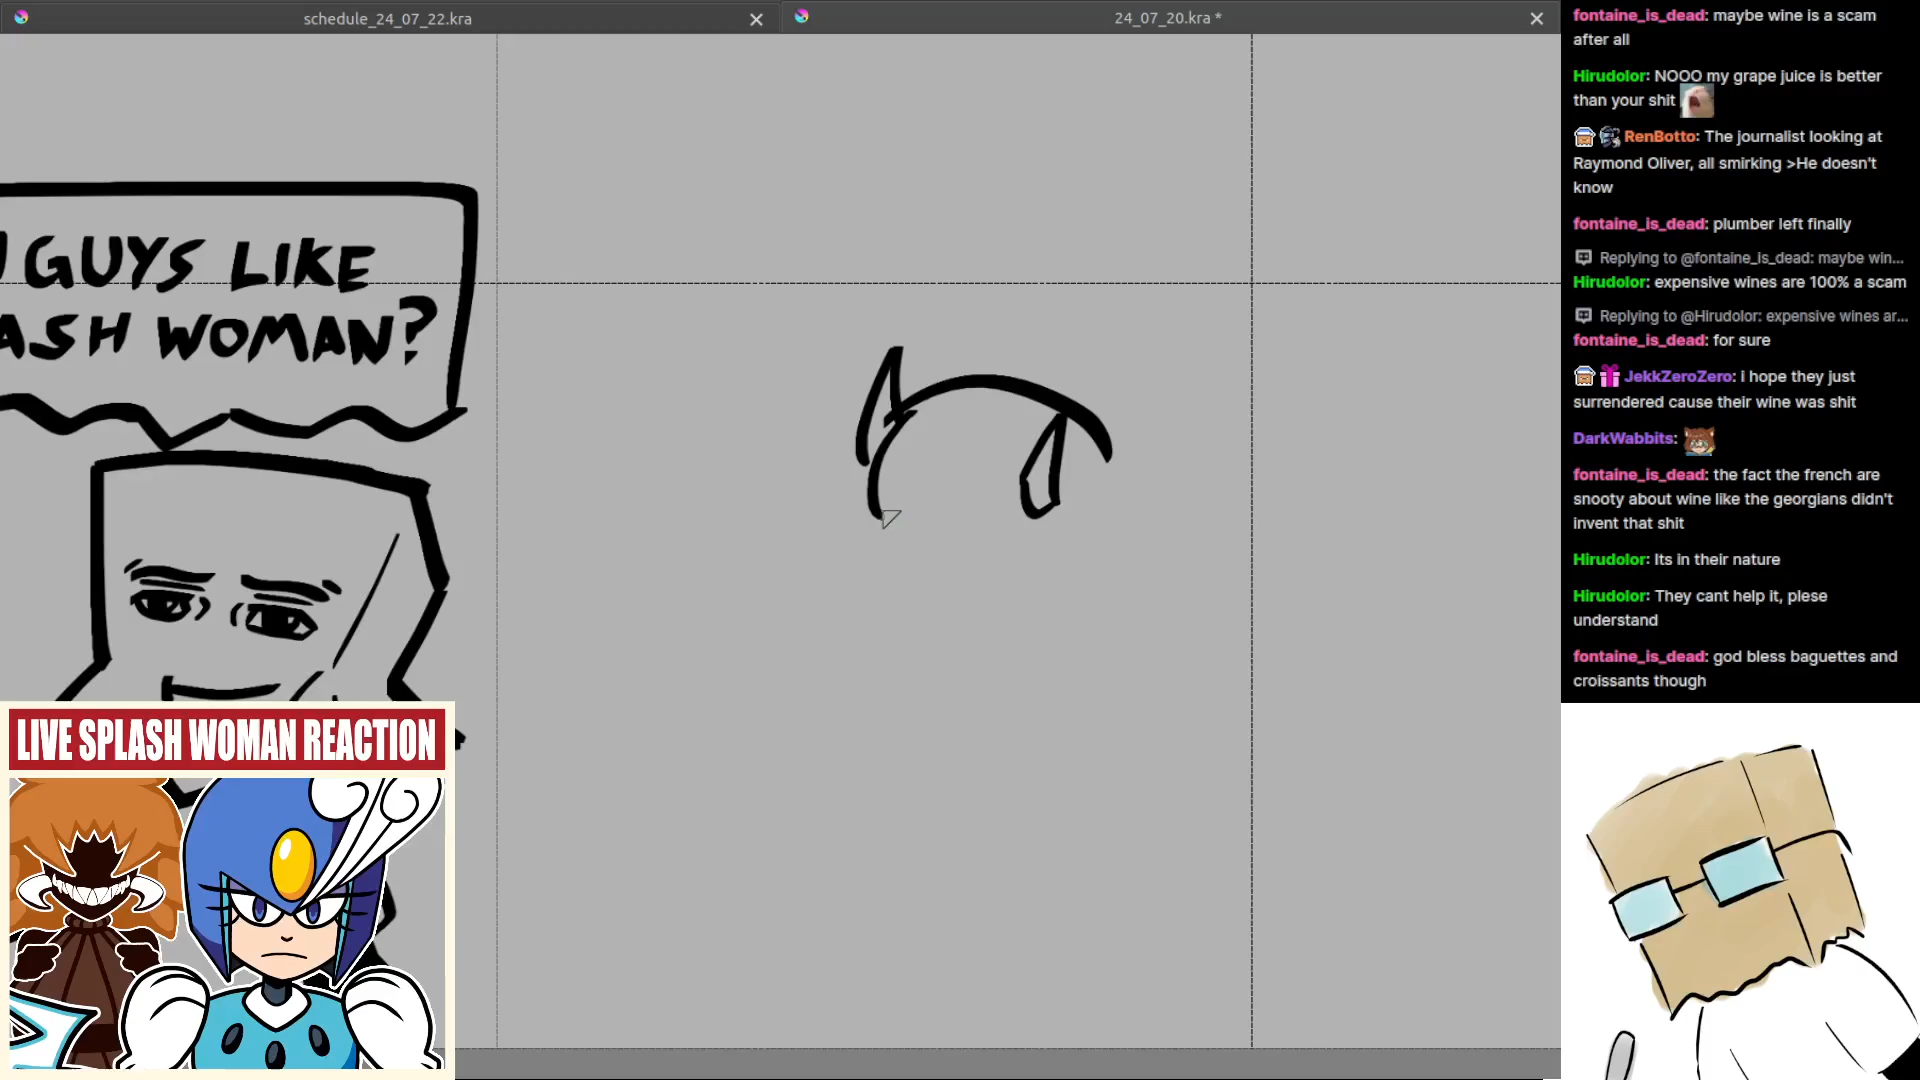 schedule_24_07_22.kra
24_07_20.kra *
GUYS LIKE
ASH WOMAN?
LIVE SPLASH WOMAN REACTION
fontaine_is_dead: maybe wine is a scam
after all
Hirudolor: NOOO my grape juice is better
than your shit
RenBotto: The journalist looking at
Raymond Oliver, all smirking >He doesn't
know
fontaine_is_dead: plumber left finally
Replying to @fontaine_is_dead: maybe win...
Hirudolor: expensive wines are 100% a scam
Replying to @Hirudolor: expensive wines ar...
fontaine_is_dead: for sure
JekkZeroZero: i hope they just
surrendered cause their wine was shit
DarkWabbits:
fontaine_is_dead: the fact the french are
snooty about wine like the georgians didn't
invent that shit
Hirudolor: Its in their nature
Hirudolor: They cant help it, plese
understand
fontaine_is_dead: god bless baguettes and
croissants though